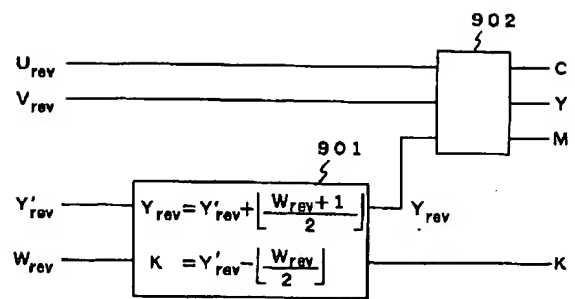 902
U_rev
C
V_rev
Y
M
901
Y'_rev
Y_rev = Y'_rev + ⌊(W_rev + 1)/2⌋
Y_rev
W_rev
K = Y'_rev - ⌊W_rev/2⌋
K